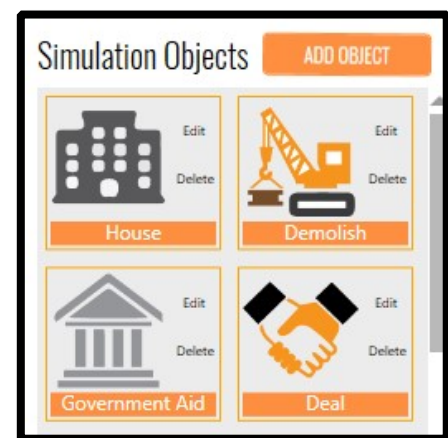 Simulation Objects
ADD OBJECT
Edit
Delete
House
Edit
Delete
Demolish
Edit
Delete
Government Aid
Edit
Delete
Deal